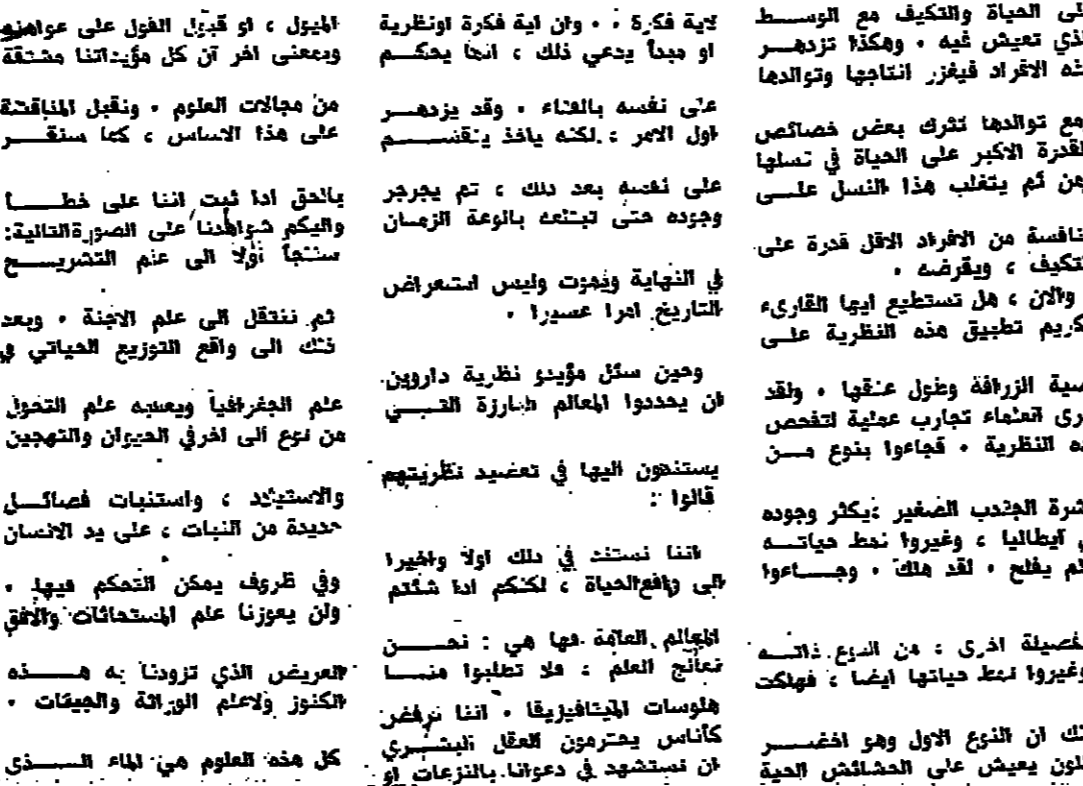 على الحياة والتكيف مع الوسط
الذي تعيش فيه . وهكذا تزدهر
هذه الافراد فيغزر انتاجها وتوالدها
مع توالدها تترك بعض خصائص
القدرة الاكبر على الحياة في نسلها
ومن ثم يتغلب هذا النسل على
منافسة من الافراد الاقل قدرة على
التكيف ، ويقرضه .
والان ، هل تستطيع ايها القارىء
الكريم تطبيق هذه النظرية على
الزرافة وطول عنقها . ولقد
العلماء تجارب عملية لتفحص
هذه النظرية . فجاءوا بنوع من
الجندب الصغير يكثر وجوده
ايطاليا ، وغيروا نمط حياته
فلم يفلح . لقد هلك . وجاءوا
بفصيلة اخرى ، من النوع ذاته
وغيروا نمط حياتها ايضا ، فهلكت
ان النوع الاول وهو اخضر
اللون يعيش على الحشائش الحية
لاية فكرة ، . وان اية فكرة اونظرية
او مبدأ يدعي ذلك ، انما يحكم
على نفسه بالفناء . وقد يزدهر
اول الامر ، لكنه ياخذ ينقسم
على نفسه بعد ذلك ، ثم يجرجر
وجوده حتى تبتلعه بالوعة الزمان
في النهاية ويموت وليس استعراض
التاريخ امرا عسيرا .
وحين سئل مؤيدو نظرية داروين
ان يحددوا المعالم البارزة التي
يستندون اليها في تعضيد نظريتهم
قالوا :
اننا نستند في ذلك اولا واخيرا
الى واقع الحياة ، لكنكم اذا شئتم
المعالم العامة فها هي : نحن
نعالج العلم ، فلا تطلبوا منا
هلوسات الميتافيزيقا . اننا نرفض
كأناس يحترمون العقل البشري
ان نستشهد في دعوانا بالنزعات او
الميول ، او قبول القول على عواهنه
وبمعنى اخر ان كل مؤيداتنا مشتقة
من مجالات العلوم . ونقبل المناقشة
على هذا الاساس ، كما سنقر
بالحق اذا ثبت اننا على خطأ
واليكم شواهدنا على الصورة التالية:
سنلجأ اولا الى علم التشريح
ثم ننتقل الى علم الاجنة . وبعد
ذلك الى واقع التوزيع الحياتي في
علم الجغرافيا ويعقبه علم التحول
من نوع الى اخر في الحيوان والتهجين
والاستيلاد ، واستنبات فصائل
جديدة من النبات ، على يد الانسان
وفي ظروف يمكن التحكم فيها .
ولن يعوزنا علم المستحاثات والافق
العريض الذي تزودنا به هذه
الكنوز ولاعلم الوراثة والجينات .
كل هذه العلوم هي الماء الذي